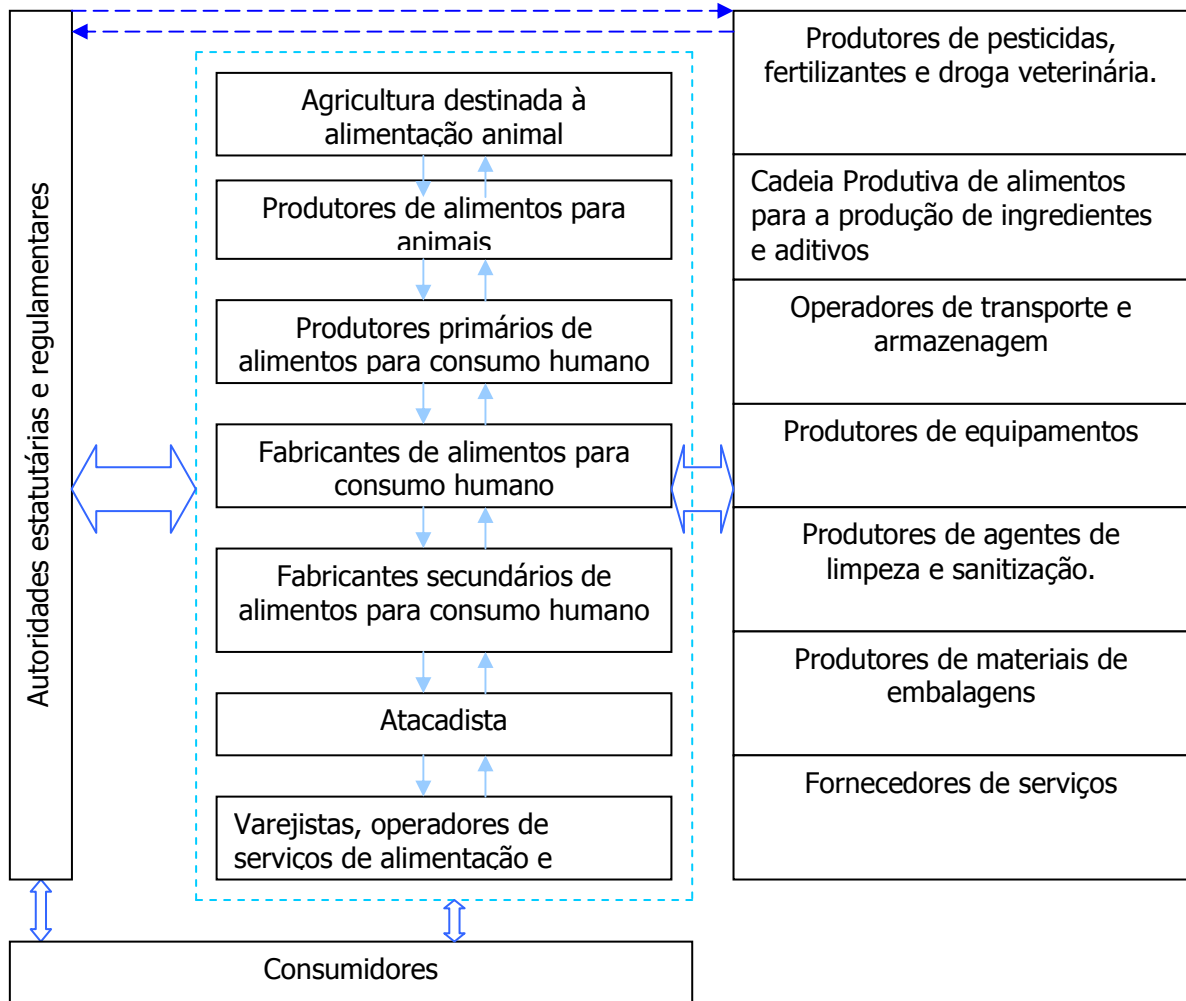 Autoridades estatutárias e regulamentares
Agricultura destinada à
alimentação animal
Produtores de alimentos para
animais
Produtores primários de
alimentos para consumo humano
Fabricantes de alimentos para
consumo humano
Fabricantes secundários de
alimentos para consumo humano
Atacadista
Varejistas, operadores de
serviços de alimentação e
Produtores de pesticidas,
fertilizantes e droga veterinária.
Cadeia Produtiva de alimentos
para a produção de ingredientes
e aditivos
Operadores de transporte e
armazenagem
Produtores de equipamentos
Produtores de agentes de
limpeza e sanitização.
Produtores de materiais de
embalagens
Fornecedores de serviços
Consumidores